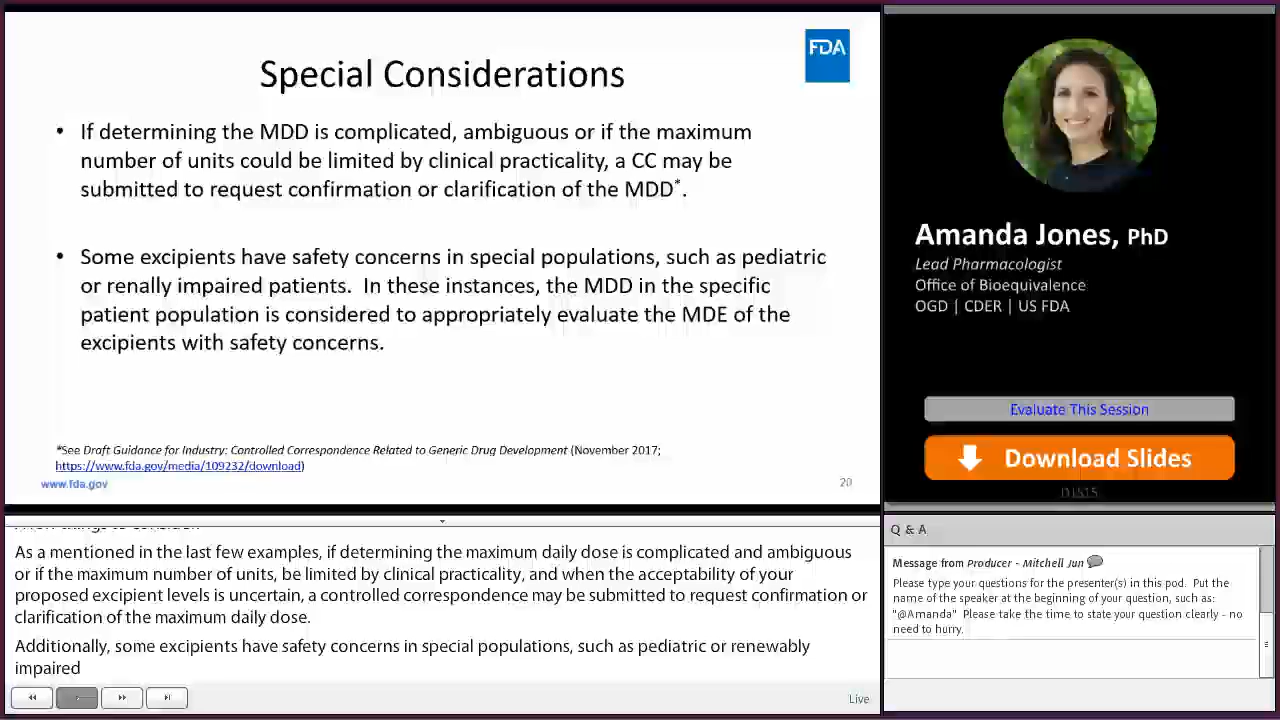 FDA
Special Considerations
• If determining the MDD is complicated, ambiguous or if the maximum
number of units could be limited by clinical practicality, a CC may be
submitted to request confirmation or clarification of the MDD*.
• Some excipients have safety concerns in special populations, such as pediatric
or renally impaired patients. In these instances, the MDD in the specific
patient population is considered to appropriately evaluate the MDE of the
excipients with safety concerns.
*See Draft Guidance for Industry: Controlled Correspondence Related to Generic Drug Development (November 2017;
https://www.fda.gov/media/109232/download)
www.fda.gov
20
Amanda Jones, PhD
Lead Pharmacologist
Office of Bioequivalence
OGD | CDER | US FDA
Evaluate This Session
Download Slides
As a mentioned in the last few examples, if determining the maximum daily dose is complicated and ambiguous
or if the maximum number of units, be limited by clinical practicality, and when the acceptability of your
proposed excipient levels is uncertain, a controlled correspondence may be submitted to request confirmation or
clarification of the maximum daily dose.
Additionally, some excipients have safety concerns in special populations, such as pediatric or renewably
impaired
Live
Q & A
Message from Producer - Mitchell Jun
Please type your questions for the presenter(s) in this pod. Put the
name of the speaker at the beginning of your question, such as:
"@Amanda" Please take the time to state your question clearly - no
need to hurry.